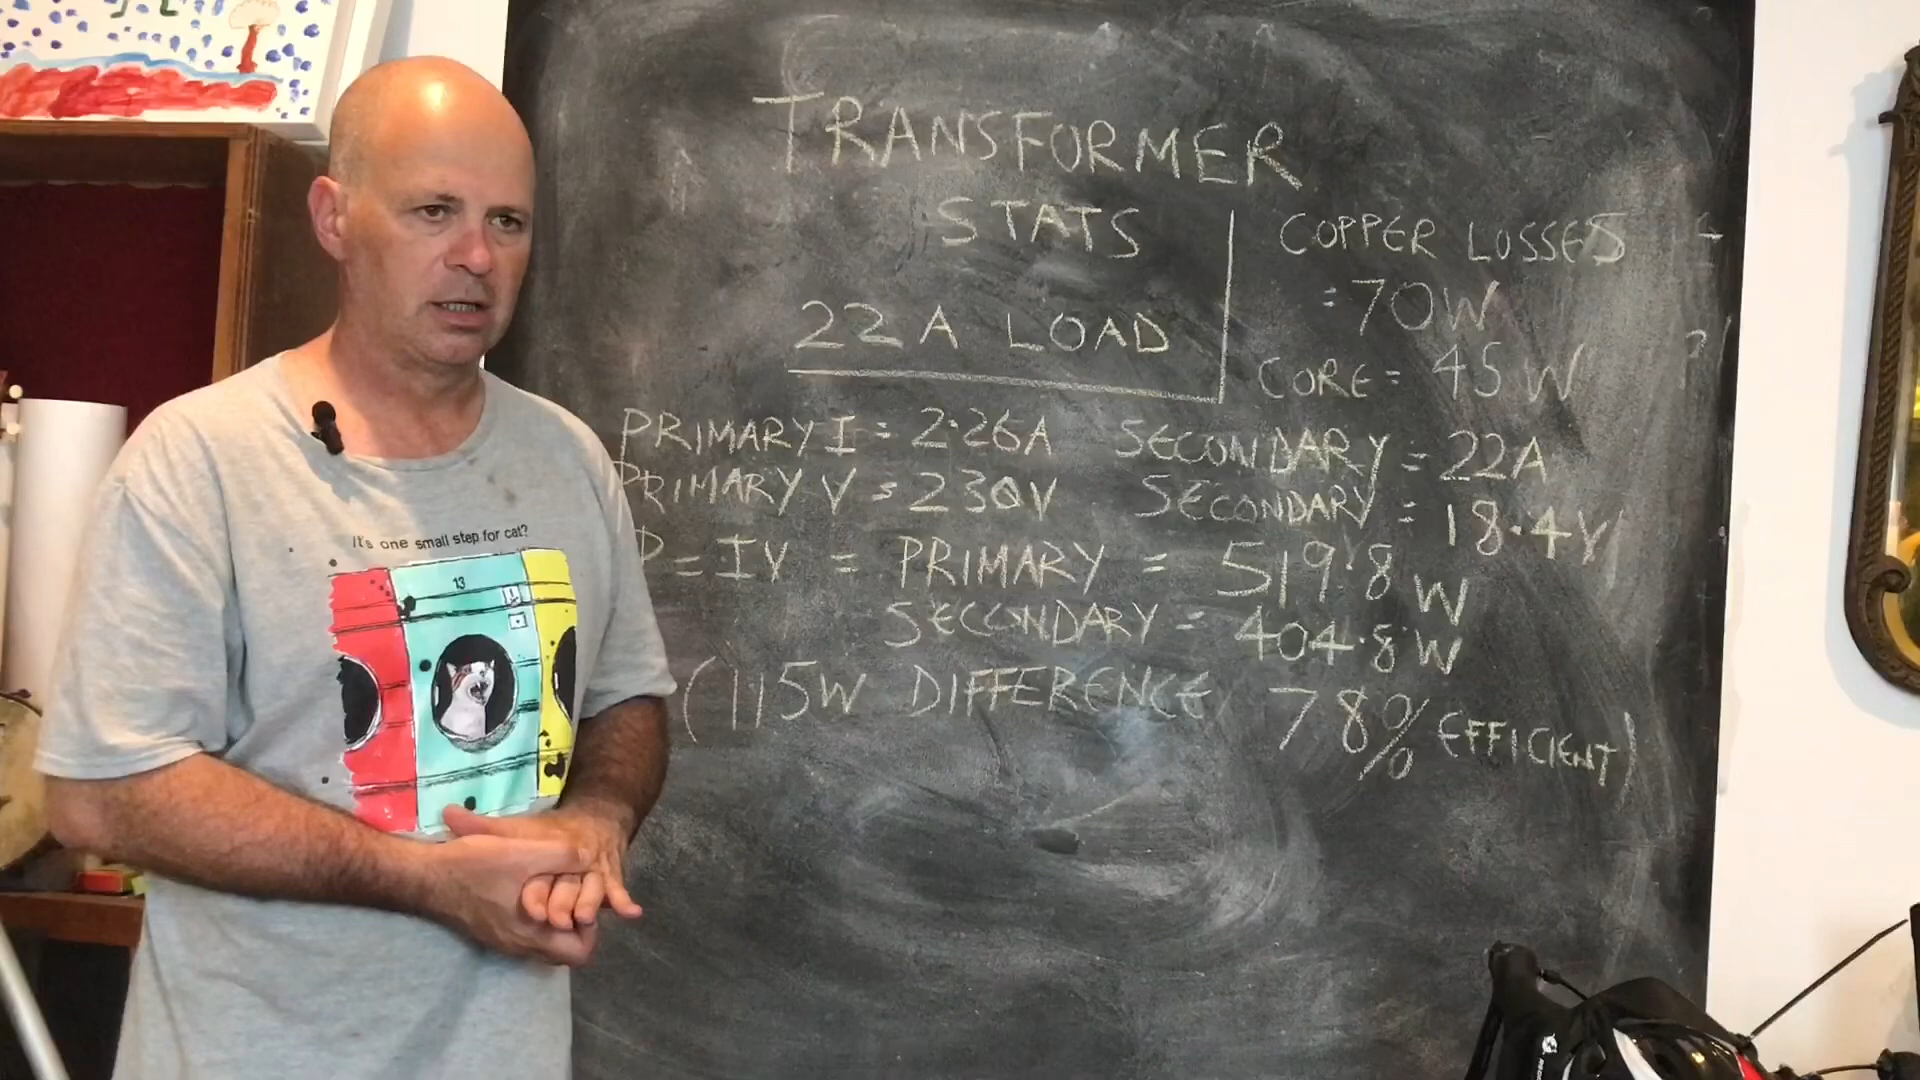 TRANSFORMER
STATS
22A LOAD
COPPER LOSSES
= 70W
CORE = 45W
PRIMARY I = 2.26A SECONDARY = 22A
PRIMARY V = 230V SECONDARY = 18.4V
P = IV = PRIMARY = 519.8W
SECONDARY = 404.8W
(115W DIFFERENCE 78% EFFICIENT)
It's one small step for cat?
13